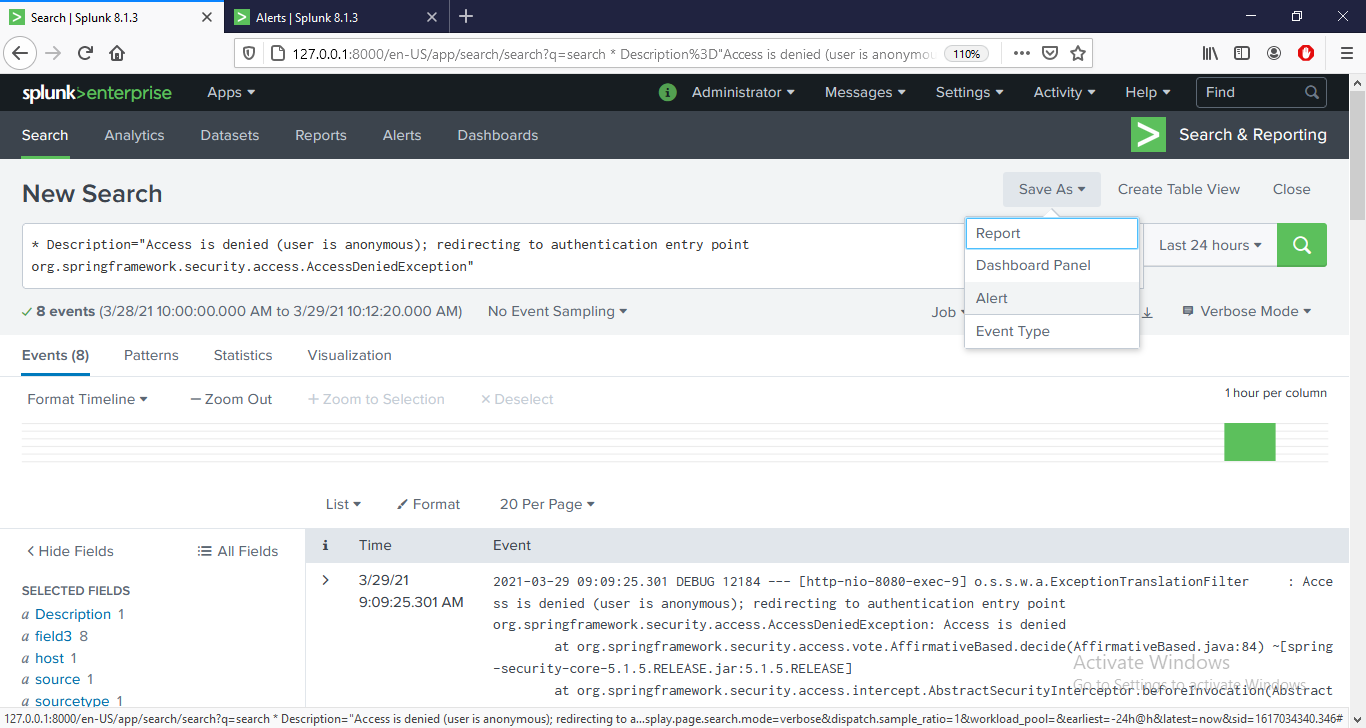 Search | Splunk 8.1.3
Alerts | Splunk 8.1.3
127.0.0.1:8000/en-US/app/search/search?q=search * Description%3D"Access is denied (user is anonymou
110%
splunk>enterprise
Apps
i
Administrator
Messages
Settings
Activity
Help
Find
Search
Analytics
Datasets
Reports
Alerts
Dashboards
Search & Reporting
New Search
Save As
Create Table View
Close
* Description="Access is denied (user is anonymous); redirecting to authentication entry point
org.springframework.security.access.AccessDeniedException"
Last 24 hours
Report
Dashboard Panel
Alert
Event Type
8 events (3/28/21 10:00:00.000 AM to 3/29/21 10:12:20.000 AM)
No Event Sampling
Job
Verbose Mode
Events (8)
Patterns
Statistics
Visualization
Format Timeline
— Zoom Out
+ Zoom to Selection
× Deselect
1 hour per column
List
Format
20 Per Page
< Hide Fields
All Fields
i
Time
Event
SELECTED FIELDS
a Description 1
a field3 8
a host 1
a source 1
a sourcetype 1
3/29/21
9:09:25.301 AM
2021-03-29 09:09:25.301 DEBUG 12184 --- [http-nio-8080-exec-9] o.s.s.w.a.ExceptionTranslationFilter : Acce
ss is denied (user is anonymous); redirecting to authentication entry point
org.springframework.security.access.AccessDeniedException: Access is denied
at org.springframework.security.access.vote.AffirmativeBased.decide(AffirmativeBased.java:84) ~[spring
-security-core-5.1.5.RELEASE.jar:5.1.5.RELEASE]
at org.springframework.security.access.intercept.AbstractSecurityInterceptor.beforeInvocation(Abstract
Activate Windows
Go to Settings to activate Windows.
127.0.0.1:8000/en-US/app/search/search?q=search * Description="Access is denied (user is anonymous); redirecting to a...splay.page.search.mode=verbose&dispatch.sample_ratio=1&workload_pool=&earliest=-24h@h&latest=now&sid=1617034340.346#